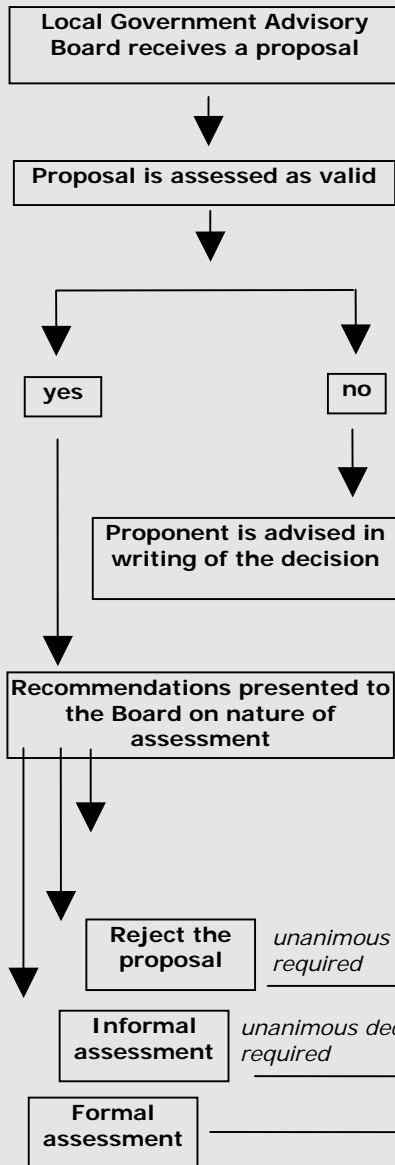 Local Government Advisory
Board receives a proposal
Proposal is assessed as valid
yes
no
Proponent is advised in
writing of the decision
Recommendations presented to
the Board on nature of
assessment
Reject the
proposal
unanimous
required
Informal
assessment
unanimous
required
Formal
assessment